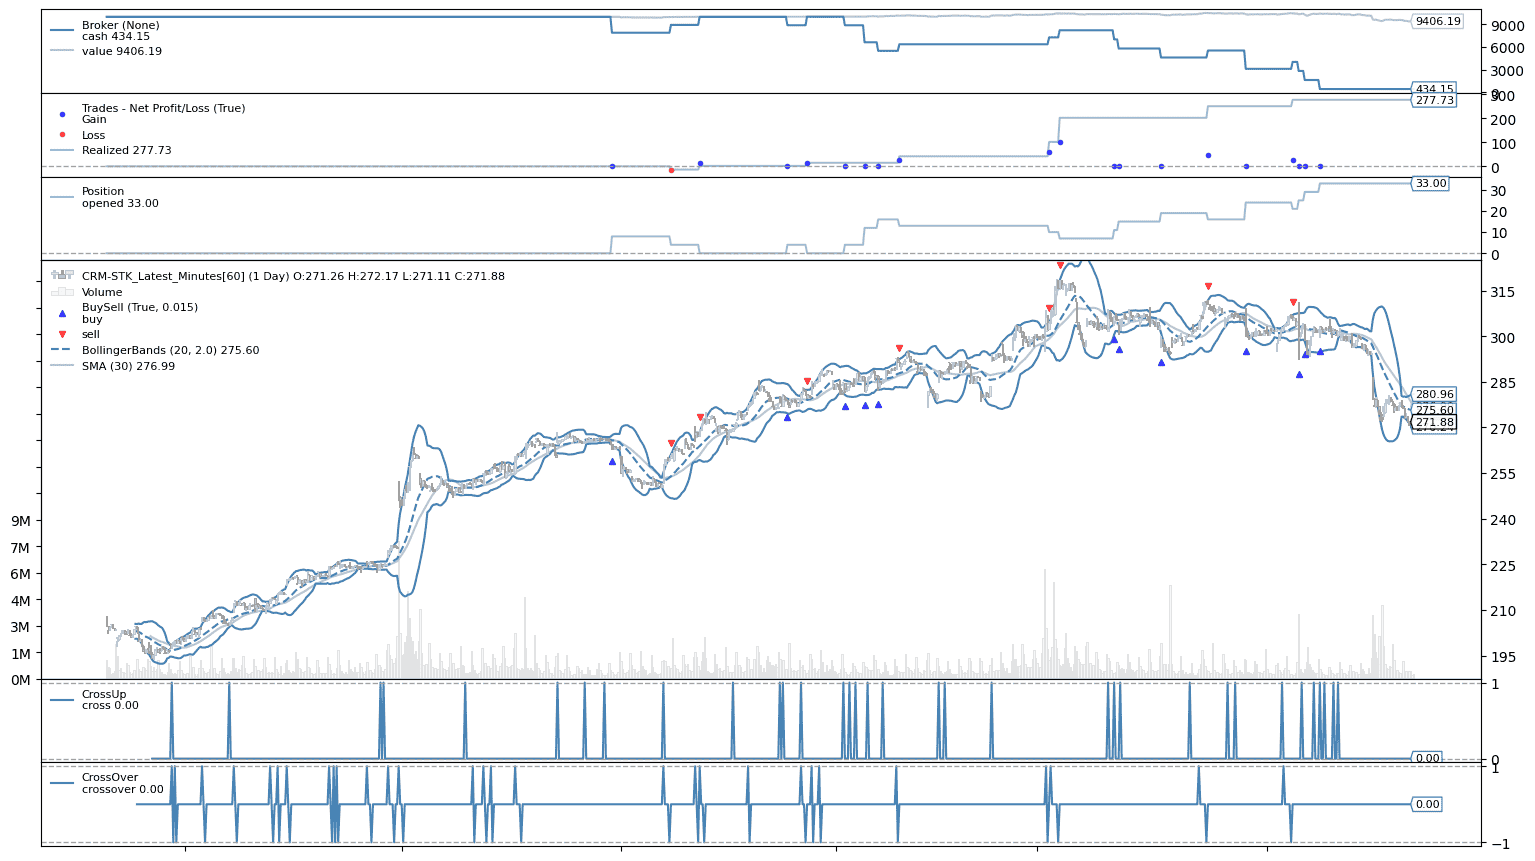 Broker (None)
cash 434.15
value 9406.19
9406.19
9000
6000
3000
0
434.15
Trades - Net Profit/Loss (True)
Gain
Loss
Realized 277.73
300
277.73
200
100
0
Position
opened 33.00
33.00
30
20
10
0
CRM-STK_Latest_Minutes[60] (1 Day) O:271.26 H:272.17 L:271.11 C:271.88
Volume
BuySell (True, 0.015)
buy
sell
BollingerBands (20, 2.0) 275.60
SMA (30) 276.99
315
300
285
280.96
275.60
271.88
270
255
240
225
210
195
9M
7M
6M
4M
3M
1M
0M
CrossUp
cross 0.00
1
0.00
0
CrossOver
crossover 0.00
1
0.00
−1